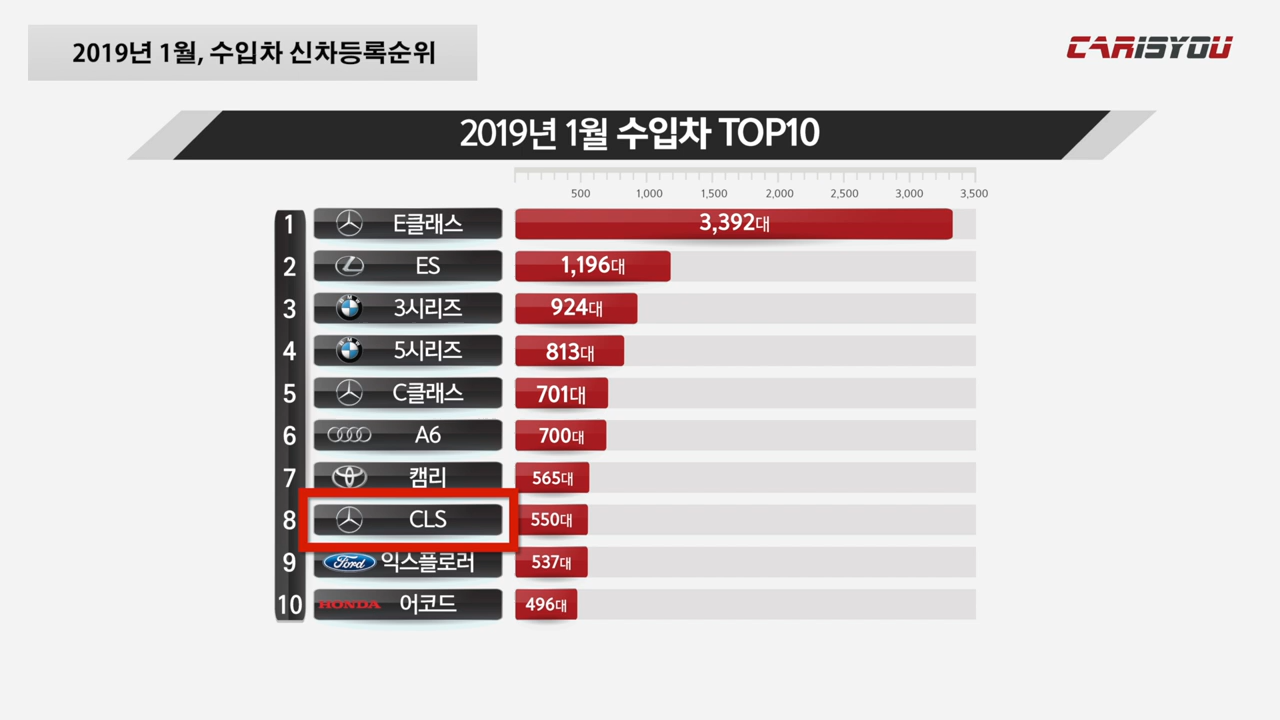 2019년 1월, 수입차 신차등록순위
CARISYOU
2019년 1월 수입차 TOP10
500 1,000 1,500 2,000 2,500 3,000 3,500
1 E클래스 3,392대
2 ES 1,196대
3 3시리즈 924대
4 5시리즈 813대
5 C클래스 701대
6 A6 700대
7 캠리 565대
8 CLS 550대
9 Ford 익스플로러 537대
10 HONDA 어코드 496대